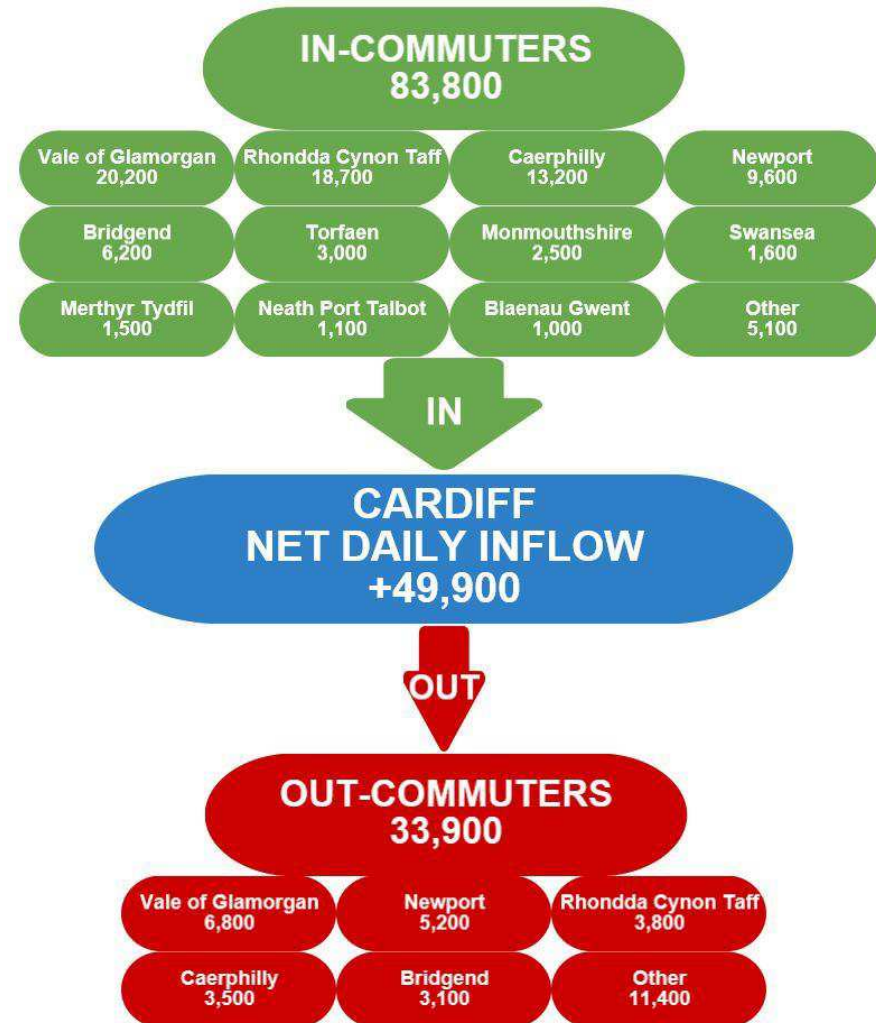 IN-COMMUTERS
83,800
Vale of Glamorgan
20,200
Rhondda Cynon Taff
18,700
Caerphilly
13,200
Newport
9,600
Bridgend
6,200
Torfaen
3,000
Monmouthshire
2,500
Swansea
1,600
Merthyr Tydfil
1,500
Neath Port Talbot
1,100
Blaenau Gwent
1,000
Other
5,100
IN
CARDIFF
NET DAILY INFLOW
+49,900
OUT
OUT-COMMUTERS
33,900
Vale of Glamorgan
6,800
Newport
5,200
Rhondda Cynon Taff
3,800
Caerphilly
3,500
Bridgend
3,100
Other
11,400